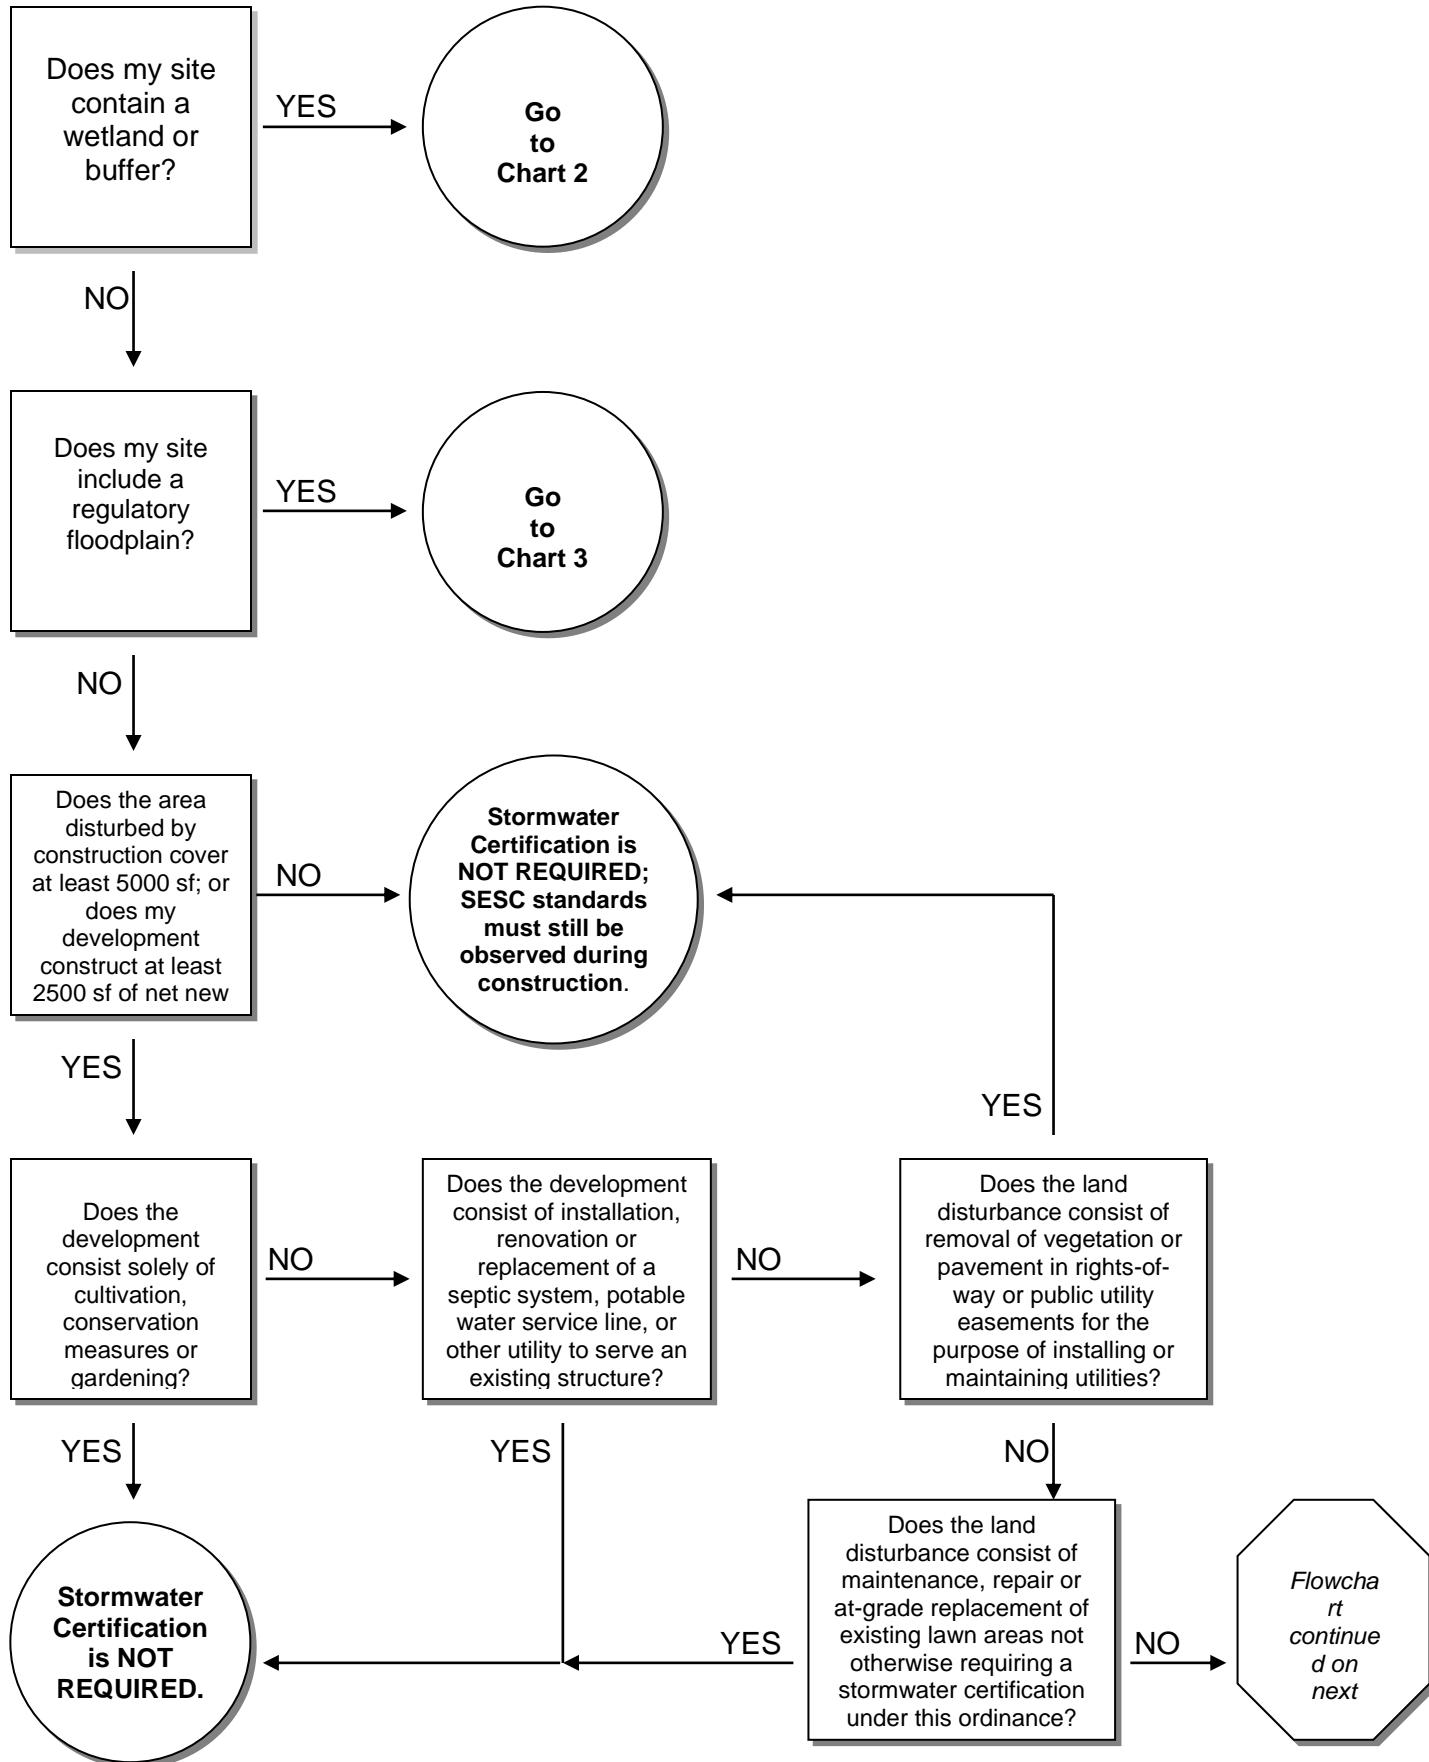 Does my site
contain a
wetland or
buffer?
YES
Go
to
Chart 2
NO
Does my site
include a
regulatory
floodplain?
YES
Go
to
Chart 3
NO
Does the area
disturbed by
construction cover
at least 5000 sf; or
does my
development
construct at least
2500 sf of net new
NO
Stormwater
Certification is
NOT REQUIRED;
SESC standards
must still be
observed during
construction.
YES
YES
Does the
development
consist solely of
cultivation,
conservation
measures or
gardening?
NO
Does the development
consist of installation,
renovation or
replacement of a
septic system, potable
water service line, or
other utility to serve an
existing structure?
NO
Does the land
disturbance consist of
removal of vegetation or
pavement in rights-of-
way or public utility
easements for the
purpose of installing or
maintaining utilities?
YES
YES
NO
Stormwater
Certification
is NOT
REQUIRED.
YES
Does the land
disturbance consist of
maintenance, repair or
at-grade replacement of
existing lawn areas not
otherwise requiring a
stormwater certification
under this ordinance?
NO
Flowcha
rt
continue
d on
next